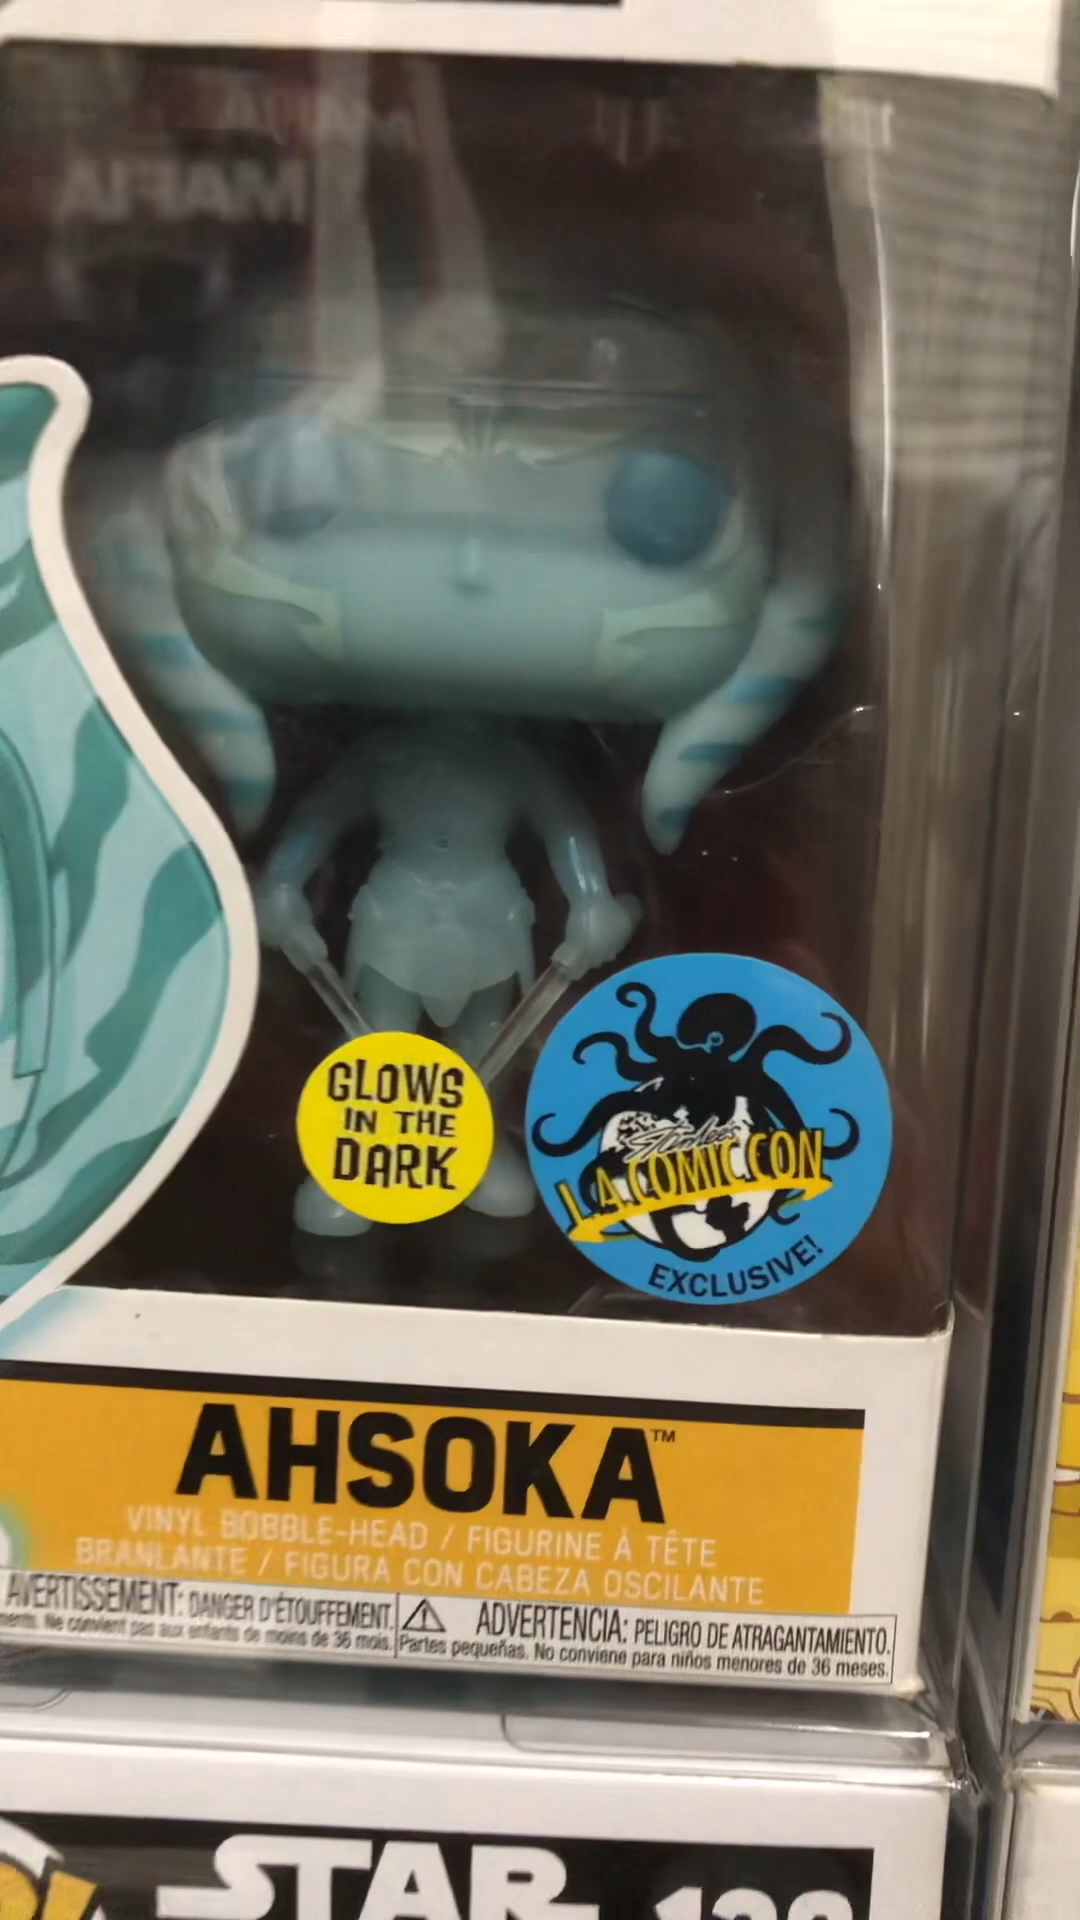 MAFIA
GLOWS
IN THE
DARK
Stan Lee's
L.A. COMIC CON
EXCLUSIVE!
AHSOKA™
VINYL BOBBLE-HEAD / FIGURINE À TÊTE
BRANLANTE / FIGURA CON CABEZA OSCILANTE
AVERTISSEMENT: DANGER D'ÉTOUFFEMENT.
Ne convient pas aux enfants de moins de 36 mois.
ADVERTENCIA: PELIGRO DE ATRAGANTAMIENTO.
Partes pequeñas. No conviene para niños menores de 36 meses.
STAR